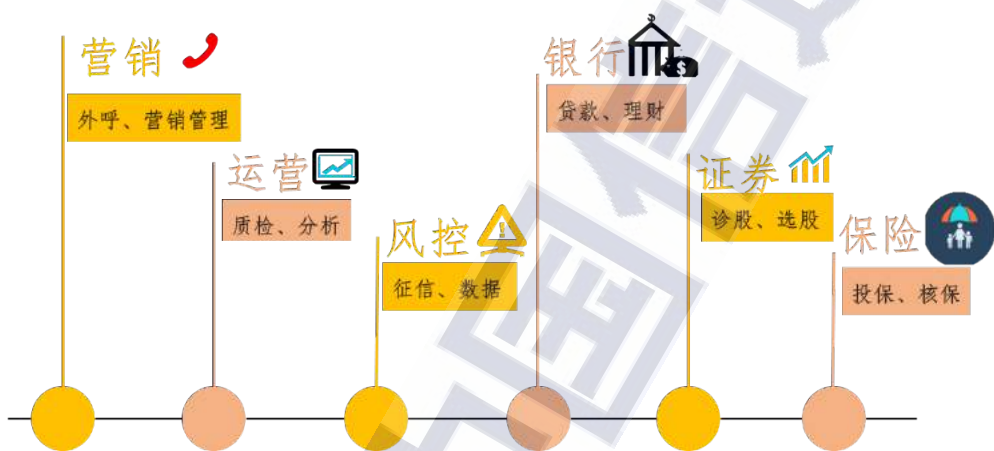 营销
外呼、营销管理
运营
质检、分析
风控
征信、数据
银行
贷款、理财
$
证券
诊股、选股
保险
投保、核保